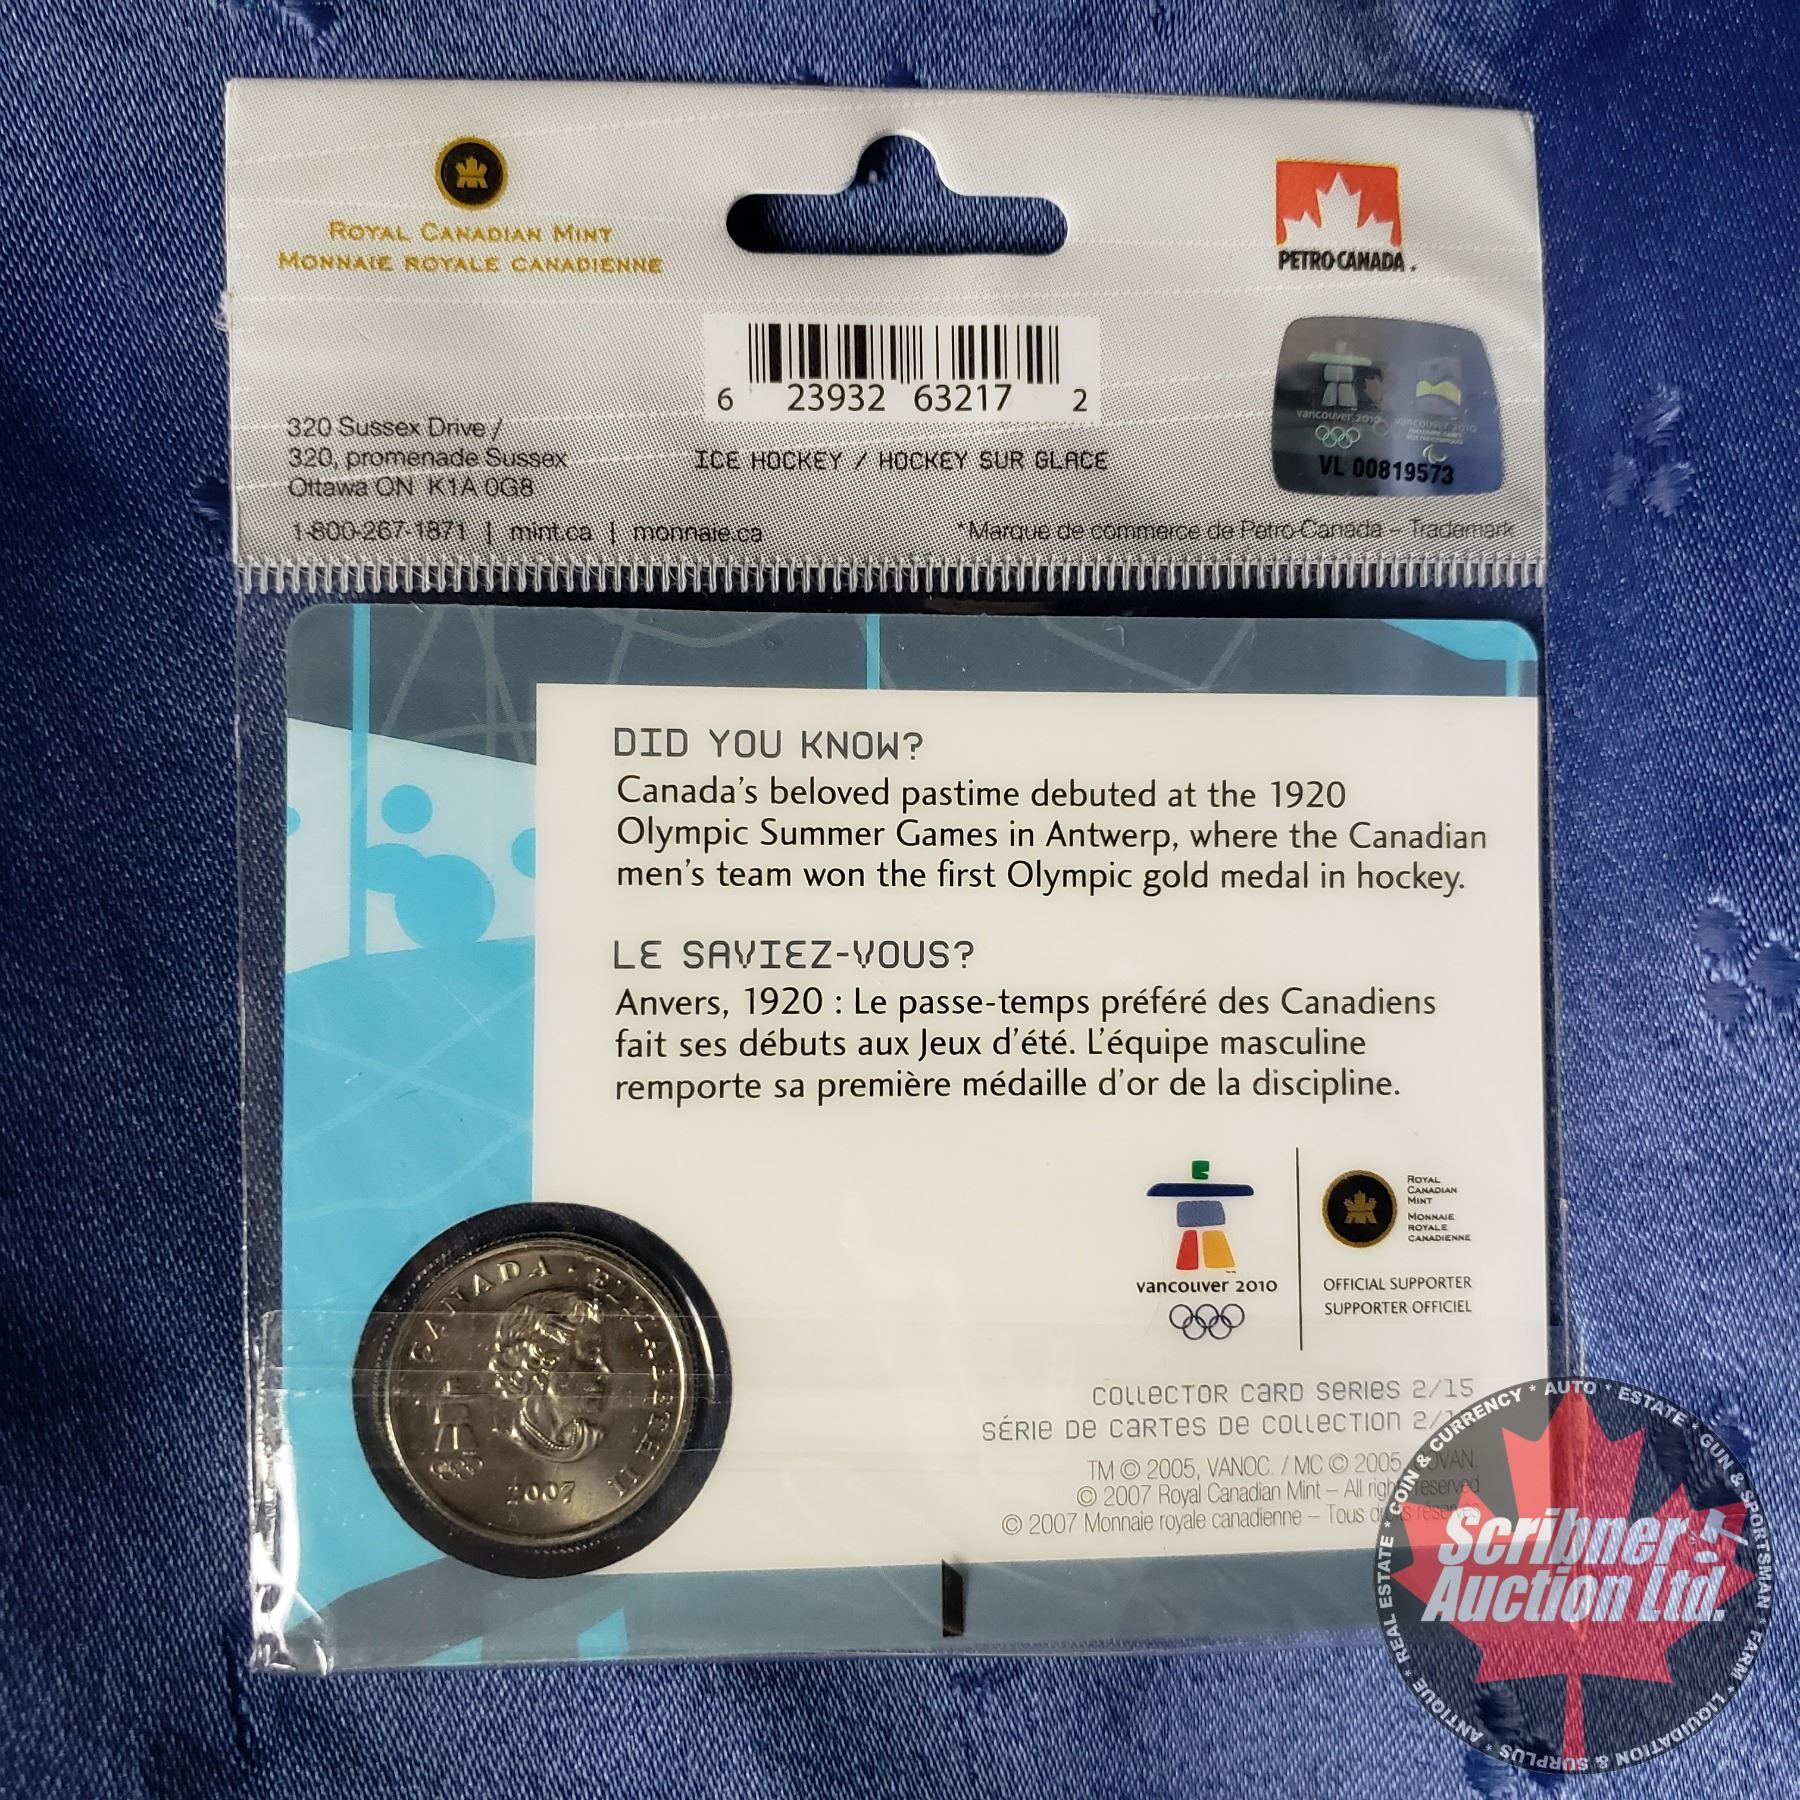 ROYAL CANADIAN MINT
MONNAIE ROYALE CANADIENNE
PETRO-CANADA
6 23932 63217 2
320 Sussex Drive /
320, promenade Sussex
Ottawa ON K1A 0G8
1-800-267-1871 | mint.ca | monnaie.ca
ICE HOCKEY / HOCKEY SUR GLACE
vancouver 2010 vancouver 2010
VL 00819573
*Marque de commerce de Petro-Canada – Trademark
DID YOU KNOW?
Canada's beloved pastime debuted at the 1920
Olympic Summer Games in Antwerp, where the Canadian
men's team won the first Olympic gold medal in hockey.
LE SAVIEZ-VOUS?
Anvers, 1920 : Le passe-temps préféré des Canadiens
fait ses débuts aux Jeux d'été. L'équipe masculine
remporte sa première médaille d'or de la discipline.
vancouver 2010
ROYAL
CANADIAN
MINT
MONNAIE
ROYALE
CANADIENNE
OFFICIAL SUPPORTER
SUPPORTER OFFICIEL
CANADA · ELIZABETH II
2007
COLLECTOR CARD SERIES 2/15
SÉRIE DE CARTES DE COLLECTION 2/
TM © 2005, VANOC. / MC © 2005, COVAN.
© 2007 Royal Canadian Mint – All rights reserved
© 2007 Monnaie royale canadienne – Tous droits réservés
Scribner
Auction Ltd.
COIN & CURRENCY * AUTO * ESTATE * GUN & SPORTSMAN * FARM * LIQUIDATION & SURPLUS * ANTIQUE * REAL ESTATE *